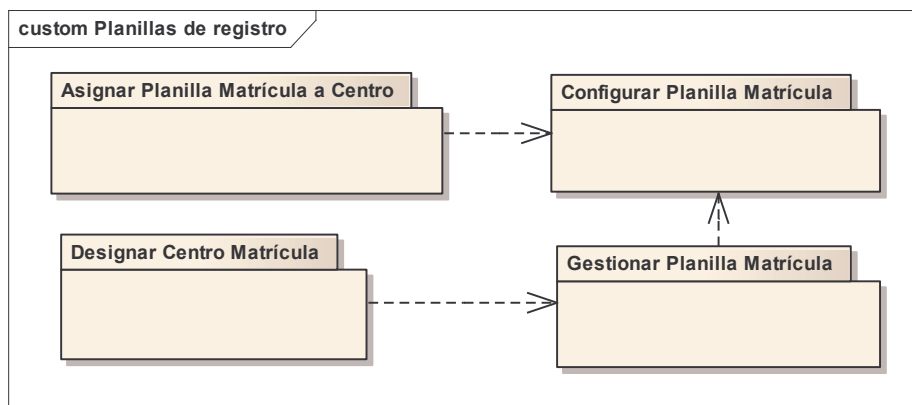 custom Planillas de registro
Asignar Planilla Matrícula a Centro
Configurar Planilla Matrícula
Designar Centro Matrícula
Gestionar Planilla Matrícula